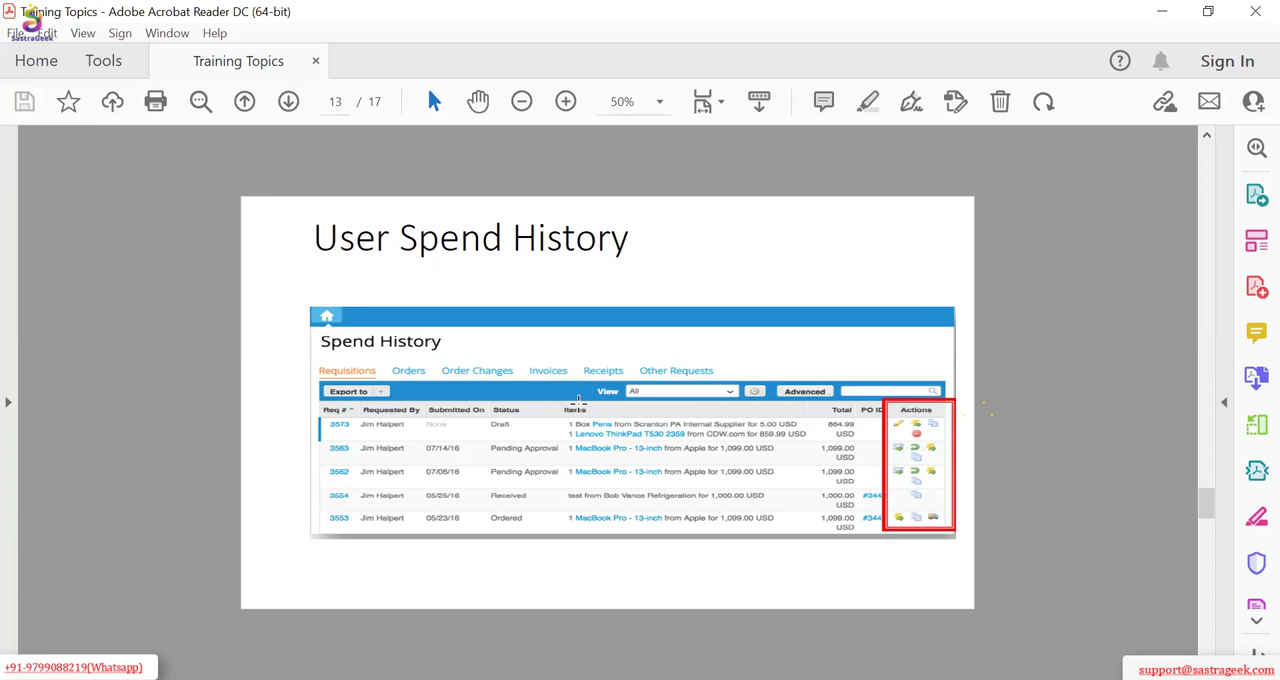 Training Topics - Adobe Acrobat Reader DC (64-bit)
SASTRAGEEK
File Edit View Sign Window Help
Home Tools Training Topics × Sign In
13 / 17 50%
User Spend History
Spend History
Requisitions Orders Order Changes Invoices Receipts Other Requests
Export to View All Advanced
Req # Requested By Submitted On Status Items Total PO ID Actions
3573 Jim Halpert None Draft 1 Box Pens from Scranton PA Internal Supplier for 5.00 USD 864.99
1 Lenovo ThinkPad T530 2359 from CDW.com for 859.99 USD USD
3563 Jim Halpert 07/14/16 Pending Approval 1 MacBook Pro - 13-inch from Apple for 1,099.00 USD 1,099.00
USD
3562 Jim Halpert 07/06/16 Pending Approval 1 MacBook Pro - 13-inch from Apple for 1,099.00 USD 1,099.00
USD
3554 Jim Halpert 05/25/16 Received test from Bob Vance Refrigeration for 1,000.00 USD 1,000.00 #344
USD
3553 Jim Halpert 05/23/16 Ordered 1 MacBook Pro - 13-inch from Apple for 1,099.00 USD 1,099.00 #344
USD
+91-9799088219(Whatsapp)
support@sastrageek.com